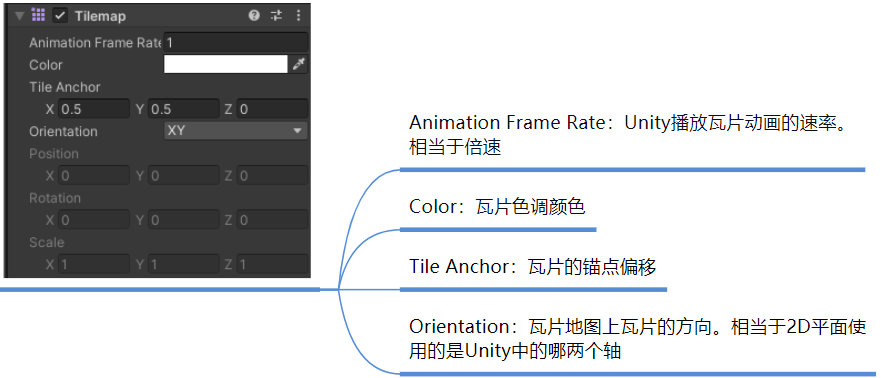 Tilemap
Animation Frame Rate 1
Color
Tile Anchor
X 0.5 Y 0.5 Z 0
Orientation XY
Position
X 0 Y 0 Z 0
Rotation
X 0 Y 0 Z 0
Scale
X 1 Y 1 Z 1
Animation Frame Rate：Unity播放瓦片动画的速率。
相当于倍速
Color：瓦片色调颜色
Tile Anchor：瓦片的锚点偏移
Orientation：瓦片地图上瓦片的方向。相当于2D平面使
用的是Unity中的哪两个轴